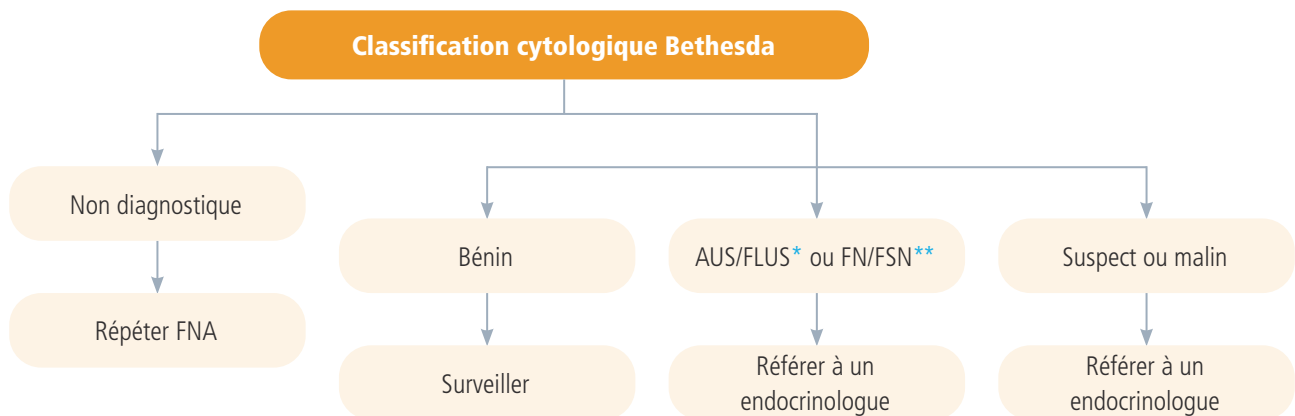 Classification cytologique Bethesda
Non diagnostique
Répéter FNA
Bénin
Surveiller
AUS/FLUS* ou FN/FSN**
Référer à un
endocrinologue
Suspect ou malin
Référer à un
endocrinologue